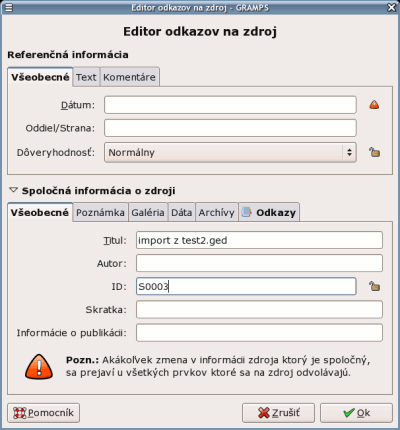 Editor odkazov na zdroj - GRAMPS
Editor odkazov na zdroj
Referenčná informácia
Všeobecné Text Komentáre
Dátum:
Oddiel/Strana:
Dôveryhodnosť: Normálny
Spoločná informácia o zdroji
Všeobecné Poznámka Galéria Dáta Archívy Odkazy
Titul: import z test2.ged
Autor:
ID: S0003
Skratka:
Informácie o publikácii:
Pozn.: Akákoľvek zmena v informácii zdroja ktorý je spoločný,
sa prejaví u všetkých prvkov ktoré sa na zdroj odvolávajú.
Pomocník Zrušiť Ok